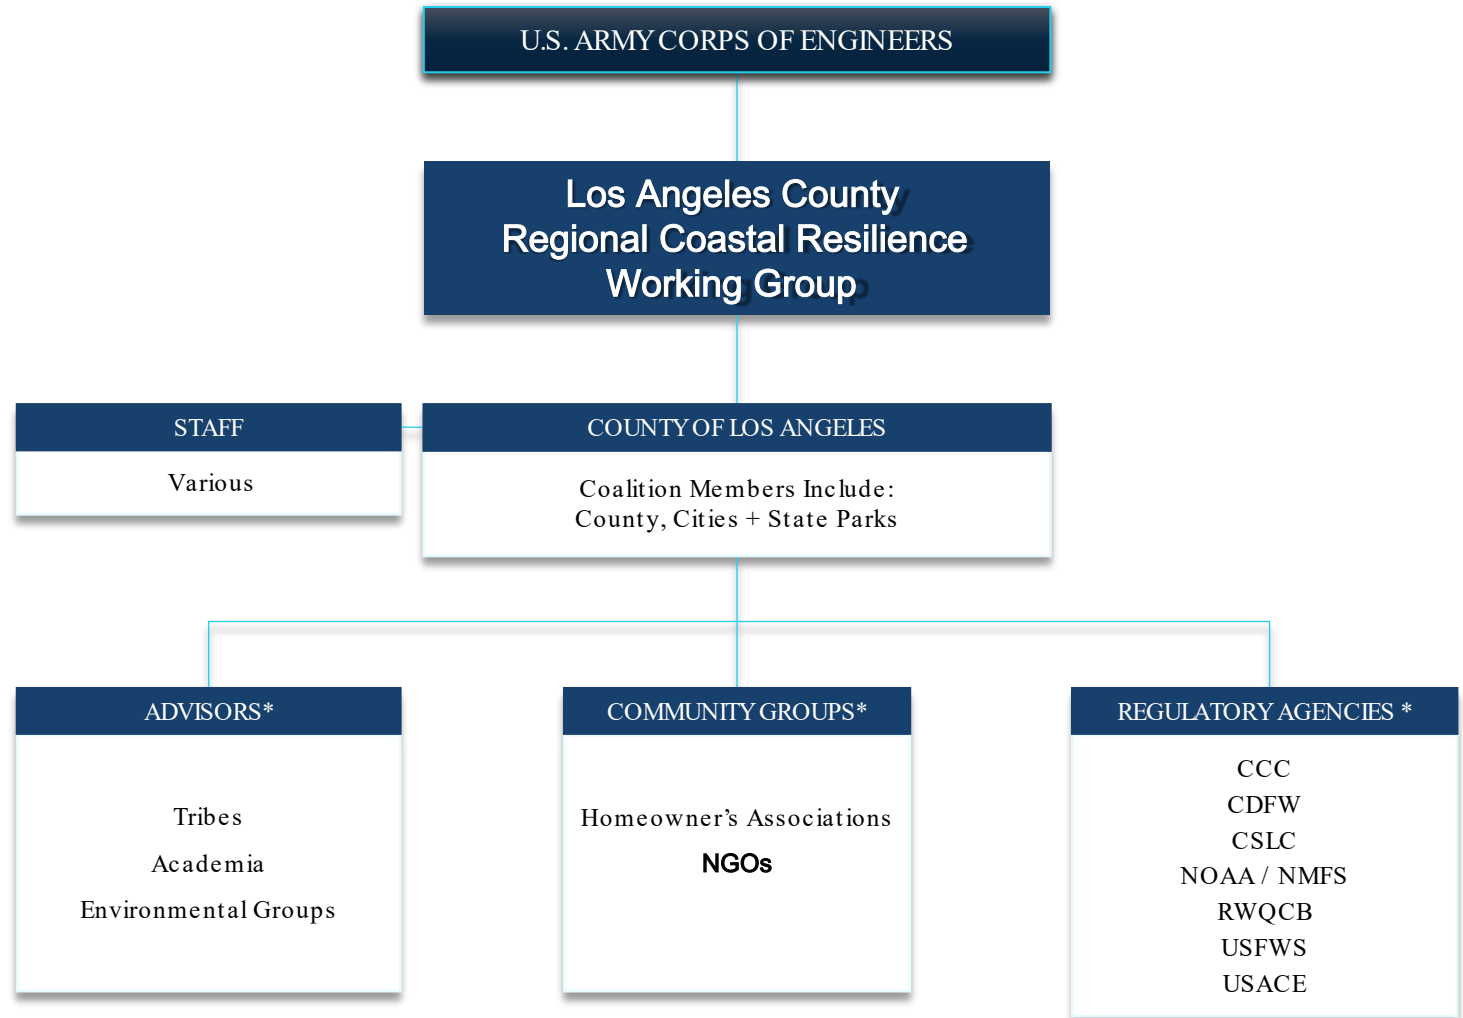 U.S. ARMY CORPS OF ENGINEERS
Los Angeles County
Regional Coastal Resilience
Working Group
STAFF
Various
COUNTY OF LOS ANGELES
Coalition Members Include:
County, Cities + State Parks
ADVISORS*
Tribes
Academia
Environmental Groups
COMMUNITY GROUPS*
Homeowner’s Associations
NGOs
REGULATORY AGENCIES *
CCC
CDFW
CSLC
NOAA / NMFS
RWQCB
USFWS
USACE